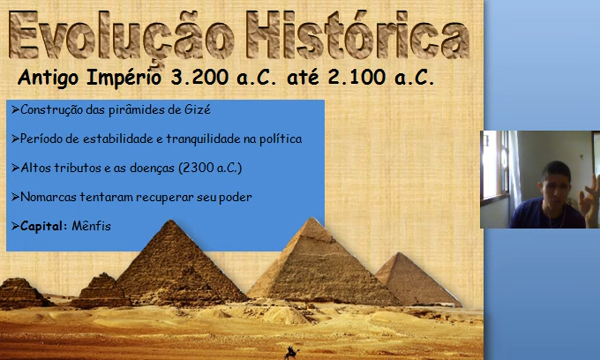 Evolução Histórica
Antigo Império 3.200 a.C. até 2.100 a.C.
➢Construção das pirâmides de Gizé
➢Período de estabilidade e tranquilidade na política
➢Altos tributos e as doenças (2300 a.C.)
➢Nomarcas tentaram recuperar seu poder
➢Capital: Mênfis